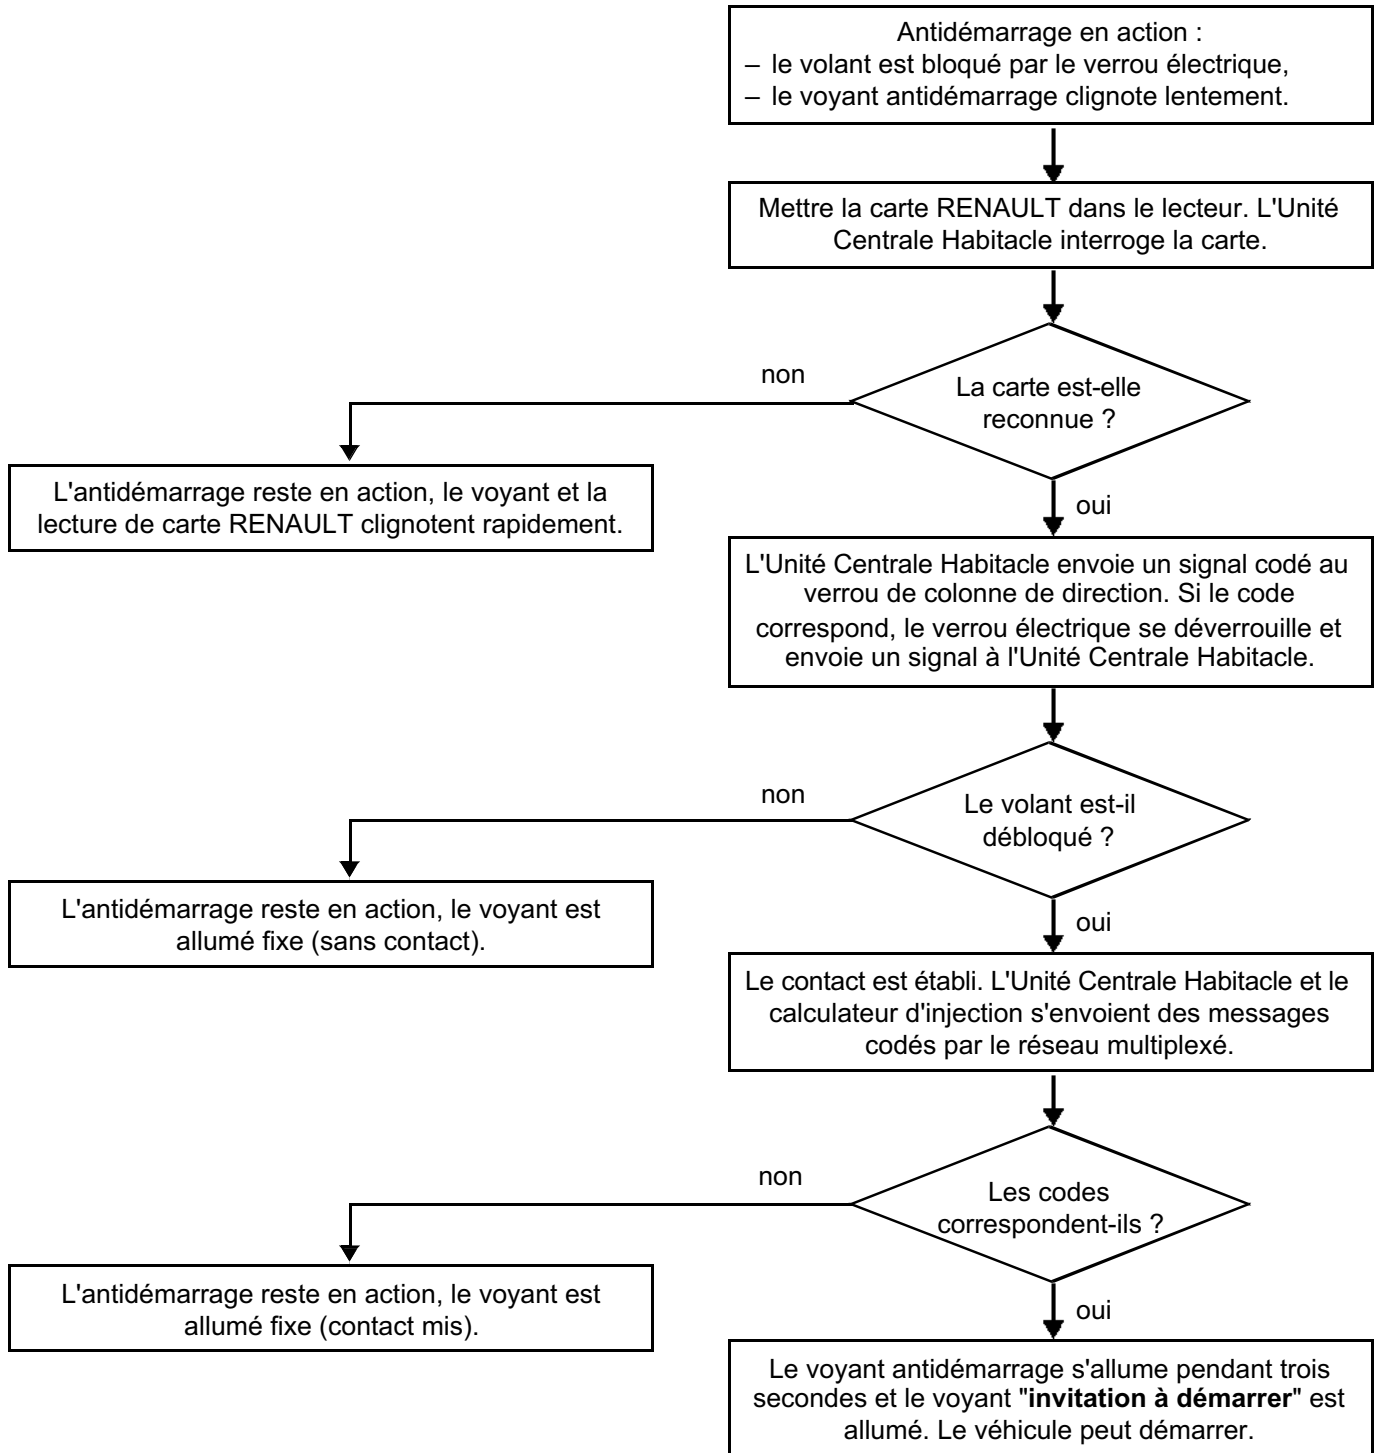 Antidémarrage en action :
– le volant est bloqué par le verrou électrique,
– le voyant antidémarrage clignote lentement.
Mettre la carte RENAULT dans le lecteur. L'Unité
Centrale Habitacle interroge la carte.
non
La carte est-elle
reconnue ?
L'antidémarrage reste en action, le voyant et la
lecture de carte RENAULT clignotent rapidement.
oui
L'Unité Centrale Habitacle envoie un signal codé au
verrou de colonne de direction. Si le code
correspond, le verrou électrique se déverrouille et
envoie un signal à l'Unité Centrale Habitacle.
non
Le volant est-il
débloqué ?
L'antidémarrage reste en action, le voyant est
allumé fixe (sans contact).
oui
Le contact est établi. L'Unité Centrale Habitacle et le
calculateur d'injection s'envoient des messages
codés par le réseau multiplexé.
non
Les codes
correspondent-ils ?
L'antidémarrage reste en action, le voyant est
allumé fixe (contact mis).
oui
Le voyant antidémarrage s'allume pendant trois
secondes et le voyant "invitation à démarrer" est
allumé. Le véhicule peut démarrer.